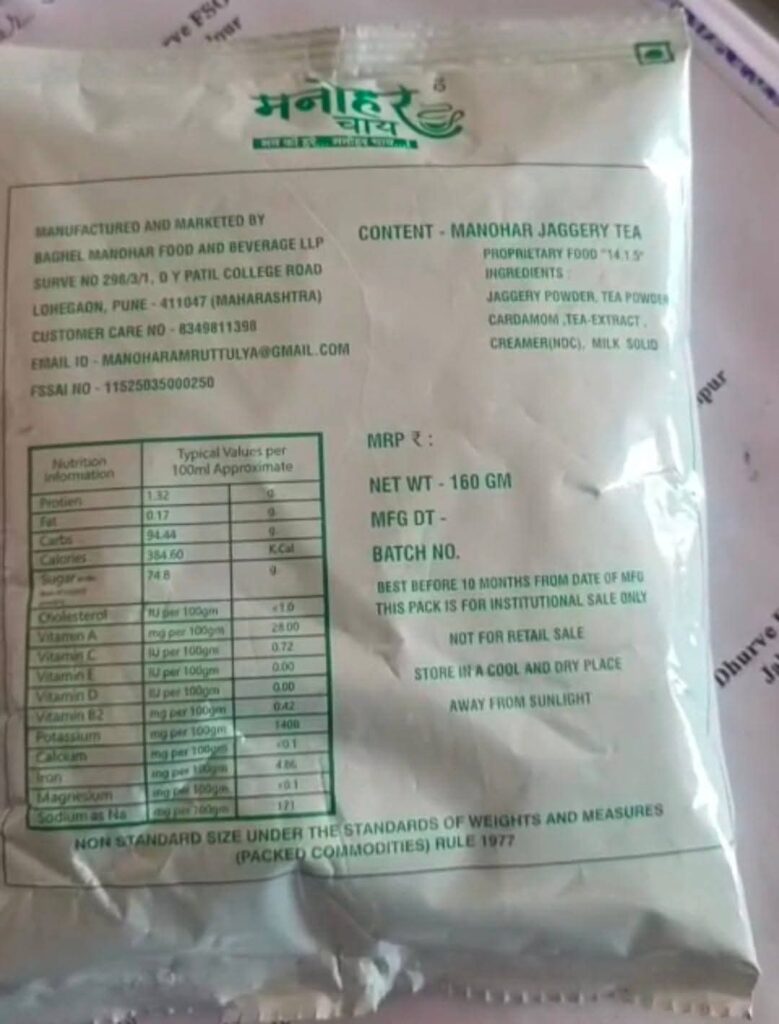 मनोहर
चाय
मन को हरे... मनोहर चाय...!
MANUFACTURED AND MARKETED BY
BAGHEL MANOHAR FOOD AND BEVERAGE LLP
SURVE NO 298/3/1, D Y PATIL COLLEGE ROAD
LOHEGAON, PUNE - 411047 (MAHARASHTRA)
CUSTOMER CARE NO - 8349811398
EMAIL ID - MANOHARAMRUTTULYA@GMAIL.COM
FSSAI NO - 11525035000250
CONTENT - MANOHAR JAGGERY TEA
PROPRIETARY FOOD "14.1.5"
INGREDIENTS :
JAGGERY POWDER, TEA POWDER
CARDAMOM ,TEA-EXTRACT ,
CREAMER(NDC), MILK SOLID
Nutrition Information Typical Values per 100ml Approximate
Protien 1.32 g
Fat 0.17 g
Carbs 94.44 g
Calories 384.60 K.Cal
Sugar 74.8 g
Cholesterol IU per 100gm <1.0
Vitamin A mg per 100gm 28.00
Vitamin C IU per 100gm 0.72
Vitamin E IU per 100gm 0.00
Vitamin D IU per 100gm 0.00
Vitamin B2 mg per 100gm 0.42
Potassium mg per 100gm 1408
Calcium mg per 100gm <0.1
Iron mg per 100gm 4.86
Magnesium mg per 100gm <0.1
Sodium as Na mg per 100gm 121
MRP ₹ :
NET WT - 160 GM
MFG DT -
BATCH NO.
BEST BEFORE 10 MONTHS FROM DATE OF MFG
THIS PACK IS FOR INSTITUTIONAL SALE ONLY
NOT FOR RETAIL SALE
STORE IN A COOL AND DRY PLACE
AWAY FROM SUNLIGHT
NON STANDARD SIZE UNDER THE STANDARDS OF WEIGHTS AND MEASURES
(PACKED COMMODITIES) RULE 1977
Dhurve